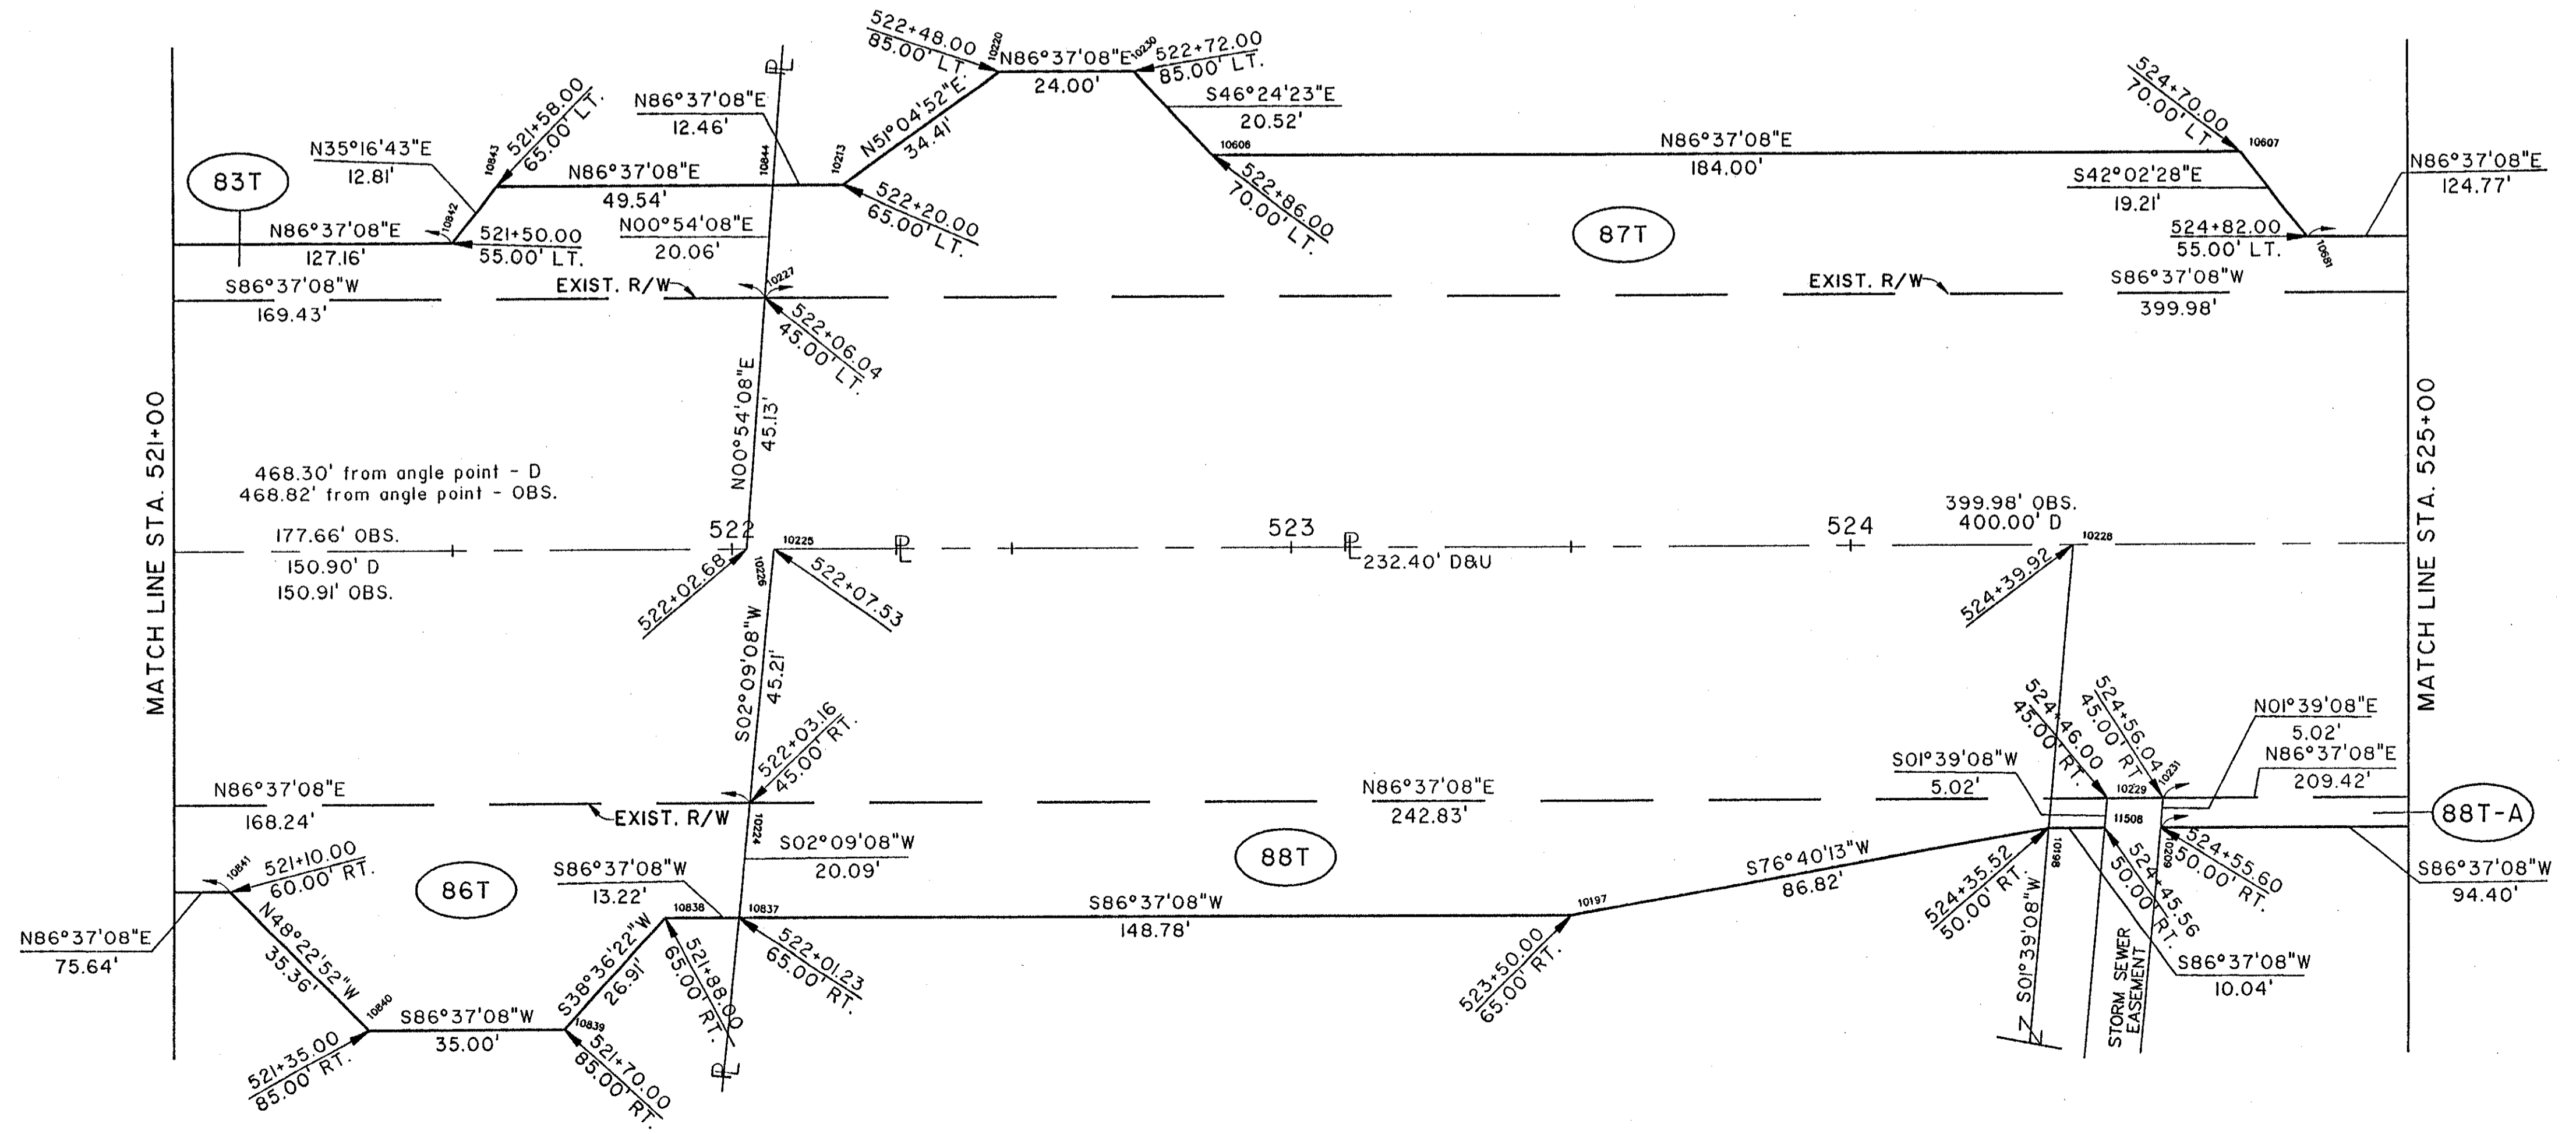 522+48.00
85.00' LT.
10220
N86°37'08"E
24.00'
10230
522+72.00
85.00' LT.
P
L
521+58.00
65.00' LT.
N86°37'08"E
12.46'
N51°04'52"E
34.41'
S46°24'23"E
20.52'
524+70.00
70.00' LT.
N35°16'43"E
12.81'
10843
10844
10213
10606
N86°37'08"E
184.00'
10607
N86°37'08"E
124.77'
83T
N86°37'08"E
49.54'
522+20.00
65.00' LT.
522+86.00
70.00' LT.
S42°02'28"E
19.21'
10842
N86°37'08"E
127.16'
521+50.00
55.00' LT.
N00°54'08"E
20.06'
87T
524+82.00
55.00' LT.
10681
S86°37'08"W
169.43'
EXIST. R/W
10227
EXIST. R/W
S86°37'08"W
399.98'
522+06.04
45.00' LT.
N00°54'08"E
45.13'
MATCH LINE STA. 521+00
MATCH LINE STA. 525+00
468.30' from angle point - D
468.82' from angle point - OBS.
177.66' OBS.
150.90' D
150.91' OBS.
522
10225
10226
P
L
523
P
L
232.40' D&U
524
399.98' OBS.
400.00' D
10228
522+02.68
522+07.53
524+39.92
S02°09'08"W
45.21'
522+03.16
45.00' RT.
524+46.00
45.00' RT.
524+56.04
45.00' RT.
N01°39'08"E
5.02'
S01°39'08"W
5.02'
10231
N86°37'08"E
209.42'
N86°37'08"E
168.24'
EXIST. R/W
N86°37'08"E
242.83'
10229
11508
88T-A
10224
S02°09'08"W
20.09'
88T
S76°40'13"W
86.82'
10198
10209
524+55.60
50.00' RT.
10841
521+10.00
60.00' RT.
86T
S86°37'08"W
13.22'
524+35.52
50.00' RT.
524+45.56
50.00' RT.
S86°37'08"W
94.40'
10838
10837
S86°37'08"W
148.78'
10197
N86°37'08"E
75.64'
N48°22'52"W
35.36'
S38°36'22"W
26.91'
521+88.00
65.00' RT.
522+01.23
65.00' RT.
523+50.00
65.00' RT.
S01°39'08"W
STORM SEWER
EASEMENT
S86°37'08"W
10.04'
10840
S86°37'08"W
35.00'
10839
521+35.00
85.00' RT.
521+70.00
85.00' RT.
P
L